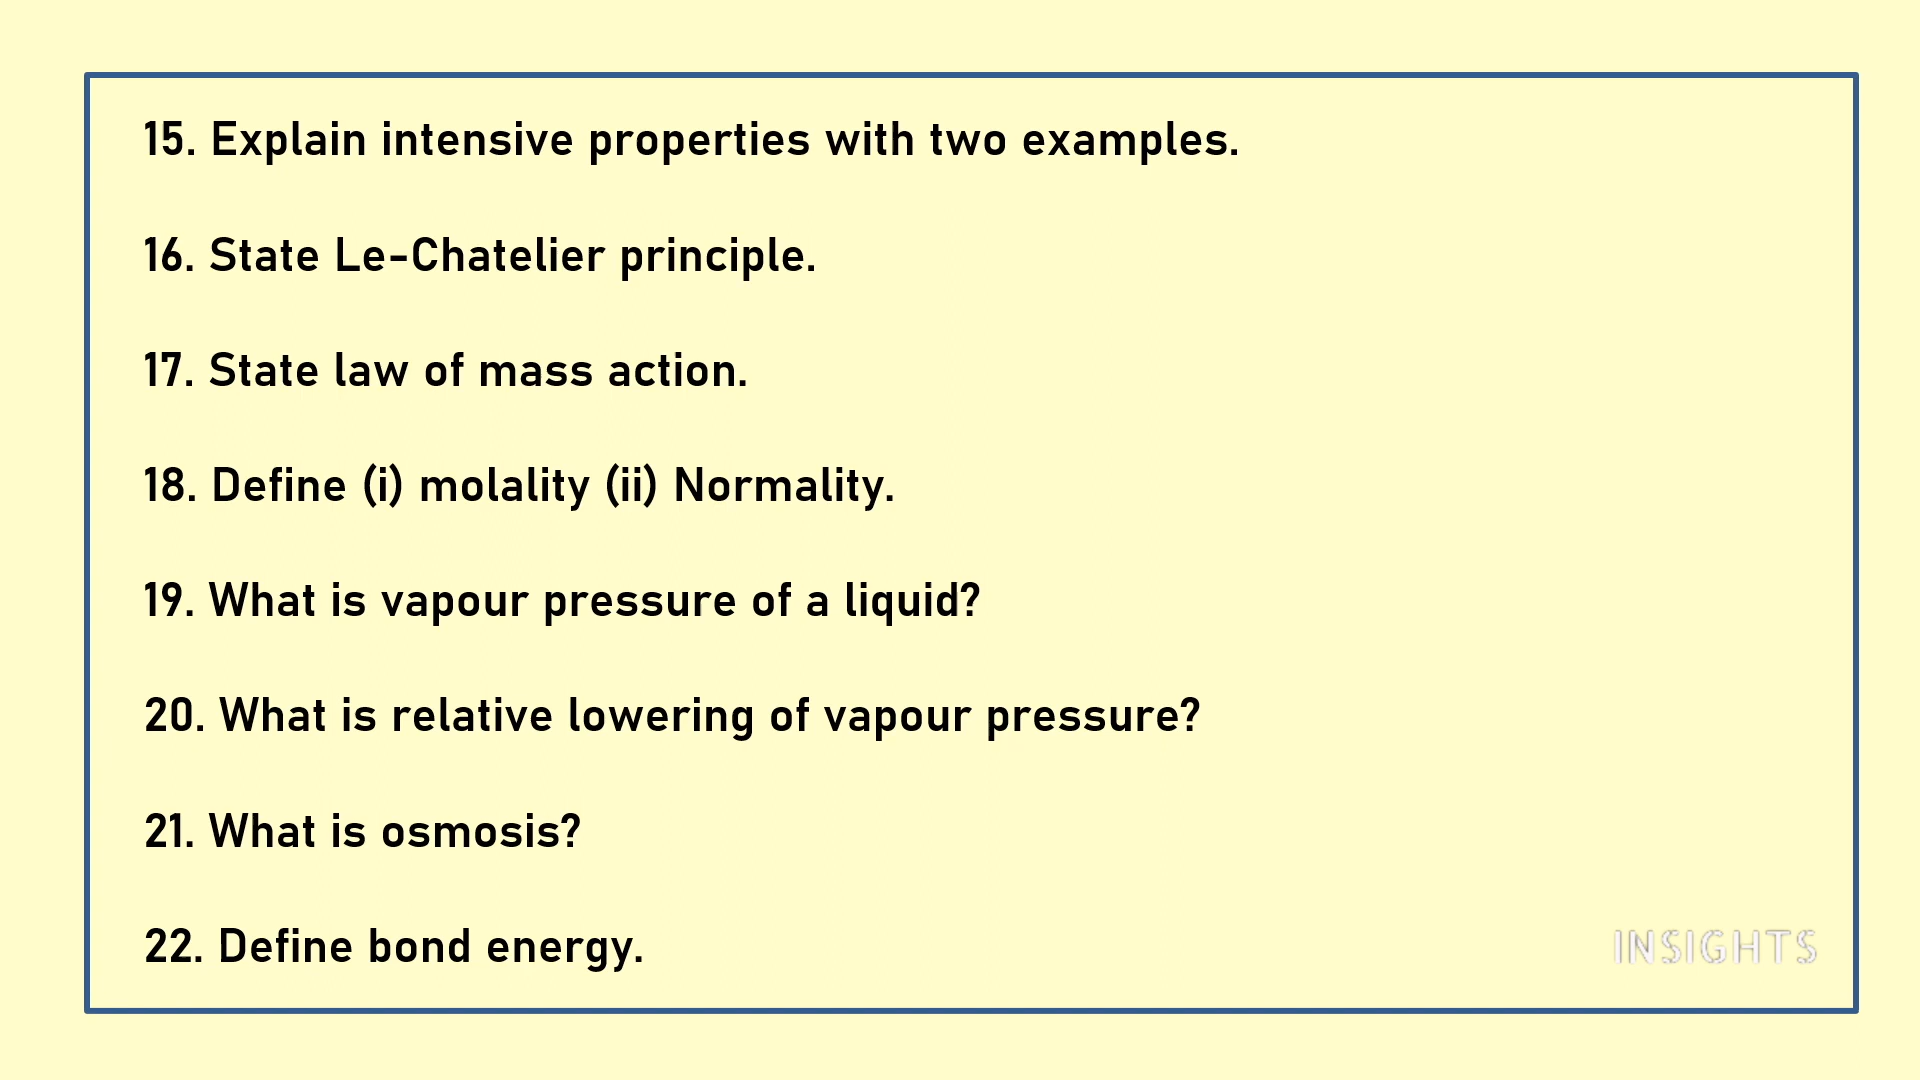 15. Explain intensive properties with two examples.
16. State Le-Chatelier principle.
17. State law of mass action.
18. Define (i) molality (ii) Normality.
19. What is vapour pressure of a liquid?
20. What is relative lowering of vapour pressure?
21. What is osmosis?
22. Define bond energy.
INSIGHTS